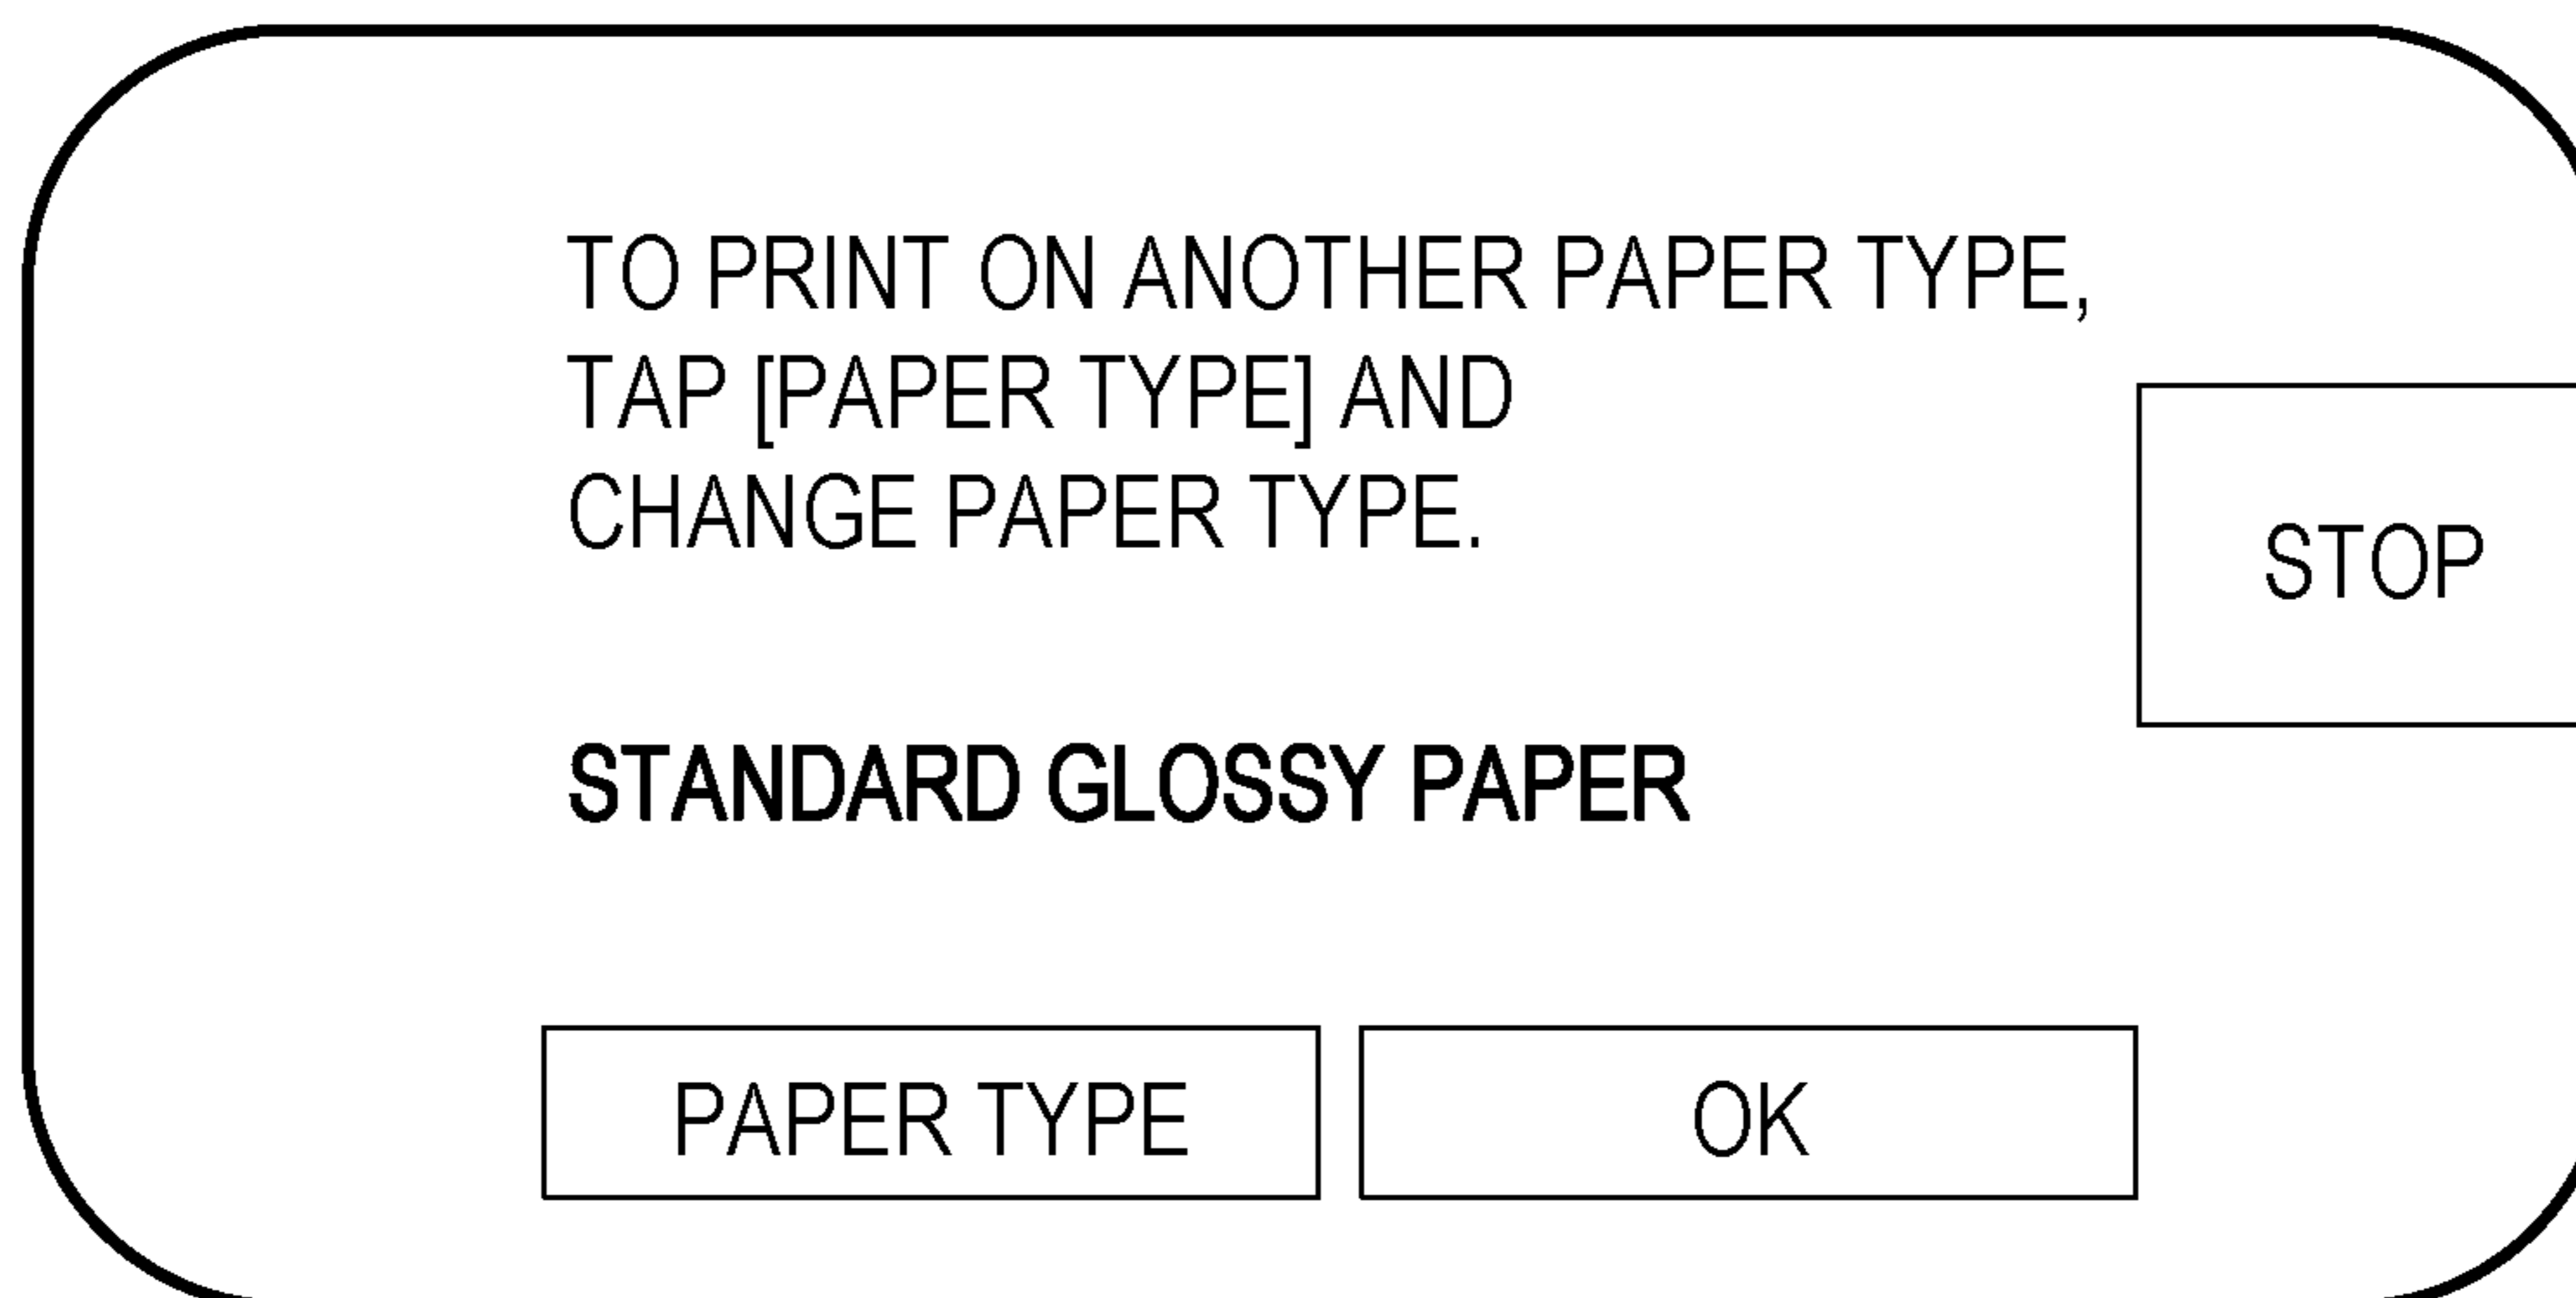 TO PRINT ON ANOTHER PAPER TYPE,
TAP [PAPER TYPE] AND
CHANGE PAPER TYPE.
STOP
STANDARD GLOSSY PAPER
PAPER TYPE
OK